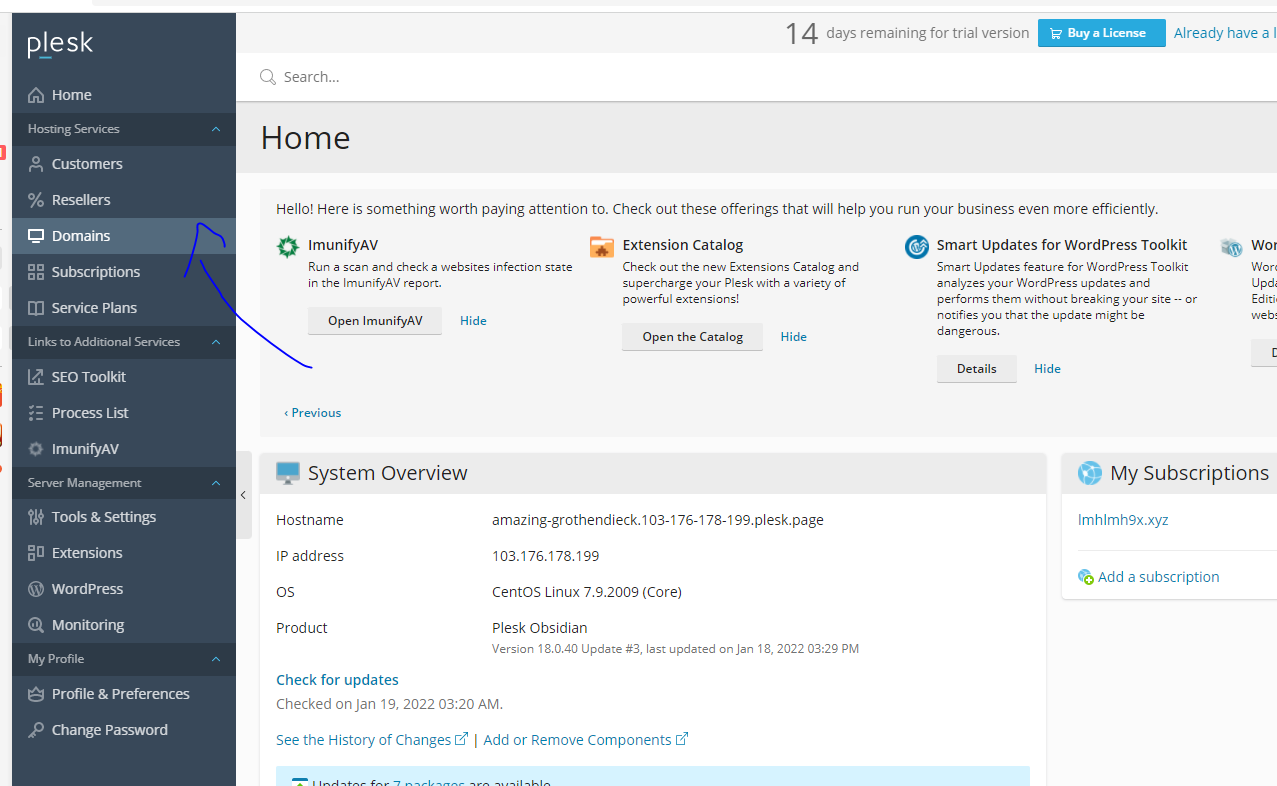 plesk
14 days remaining for trial version Buy a License Already have a l
Search...
Home
Hosting Services
Customers
Resellers
Domains
Subscriptions
Service Plans
Links to Additional Services
SEO Toolkit
Process List
ImunifyAV
Server Management
Tools & Settings
Extensions
WordPress
Monitoring
My Profile
Profile & Preferences
Change Password
Home
Hello! Here is something worth paying attention to. Check out these offerings that will help you run your business even more efficiently.
ImunifyAV
Run a scan and check a websites infection state
in the ImunifyAV report.
Open ImunifyAV Hide
Extension Catalog
Check out the new Extensions Catalog and
supercharge your Plesk with a variety of
powerful extensions!
Open the Catalog Hide
Smart Updates for WordPress Toolkit
Smart Updates feature for WordPress Toolkit
analyzes your WordPress updates and
performs them without breaking your site -- or
notifies you that the update might be
dangerous.
Details Hide
Wor
Word
Upda
Editi
webs
D
‹ Previous
System Overview
Hostname amazing-grothendieck.103-176-178-199.plesk.page
IP address 103.176.178.199
OS CentOS Linux 7.9.2009 (Core)
Product Plesk Obsidian
Version 18.0.40 Update #3, last updated on Jan 18, 2022 03:29 PM
Check for updates
Checked on Jan 19, 2022 03:20 AM.
See the History of Changes | Add or Remove Components
Updates for 7 packages are available
My Subscriptions
lmhlmh9x.xyz
Add a subscription